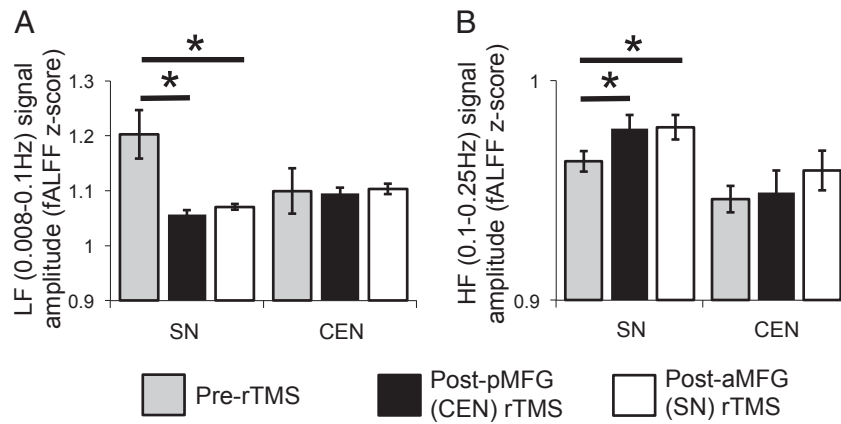 A
LF (0.008-0.1Hz) signal
amplitude (fALFF z-score)
*
*
1.3
1.2
1.1
1
0.9
SN
CEN
B
HF (0.1-0.25Hz) signal
amplitude (fALFF z-score)
*
*
1
0.9
SN
CEN
Pre-rTMS
Post-pMFG
(CEN) rTMS
Post-aMFG
(SN) rTMS